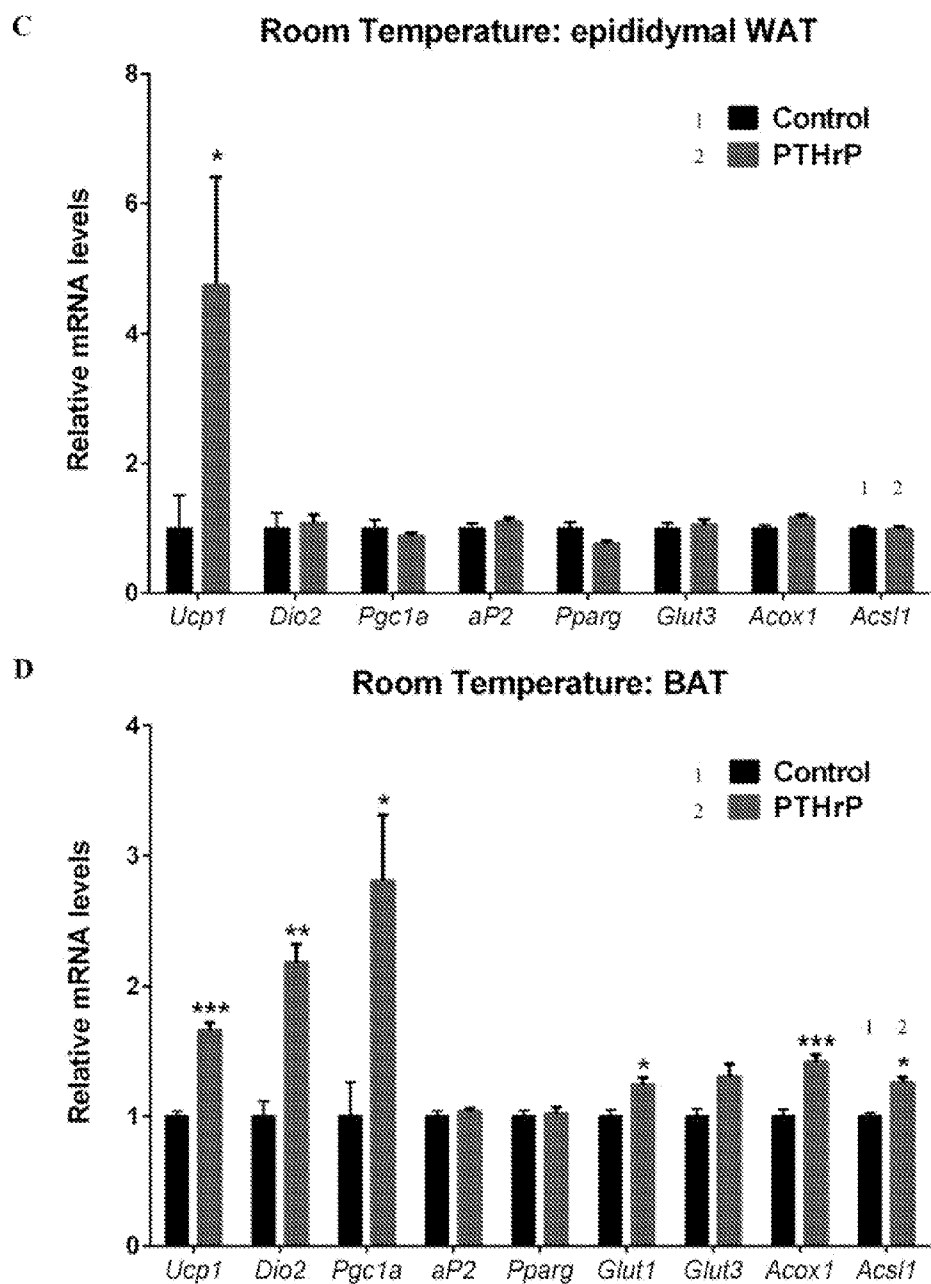 C
Room Temperature: epididymal WAT
Relative mRNA levels
8
6
4
2
0
1 Control
2 PTHrP
*
1 2
Ucp1 Dio2 Pgc1a aP2 Pparg Glut3 Acox1 Acsl1
D
Room Temperature: BAT
Relative mRNA levels
4
3
2
1
0
1 Control
2 PTHrP
*** ** * * *** *
1 2
Ucp1 Dio2 Pgc1a aP2 Pparg Glut1 Glut3 Acox1 Acsl1